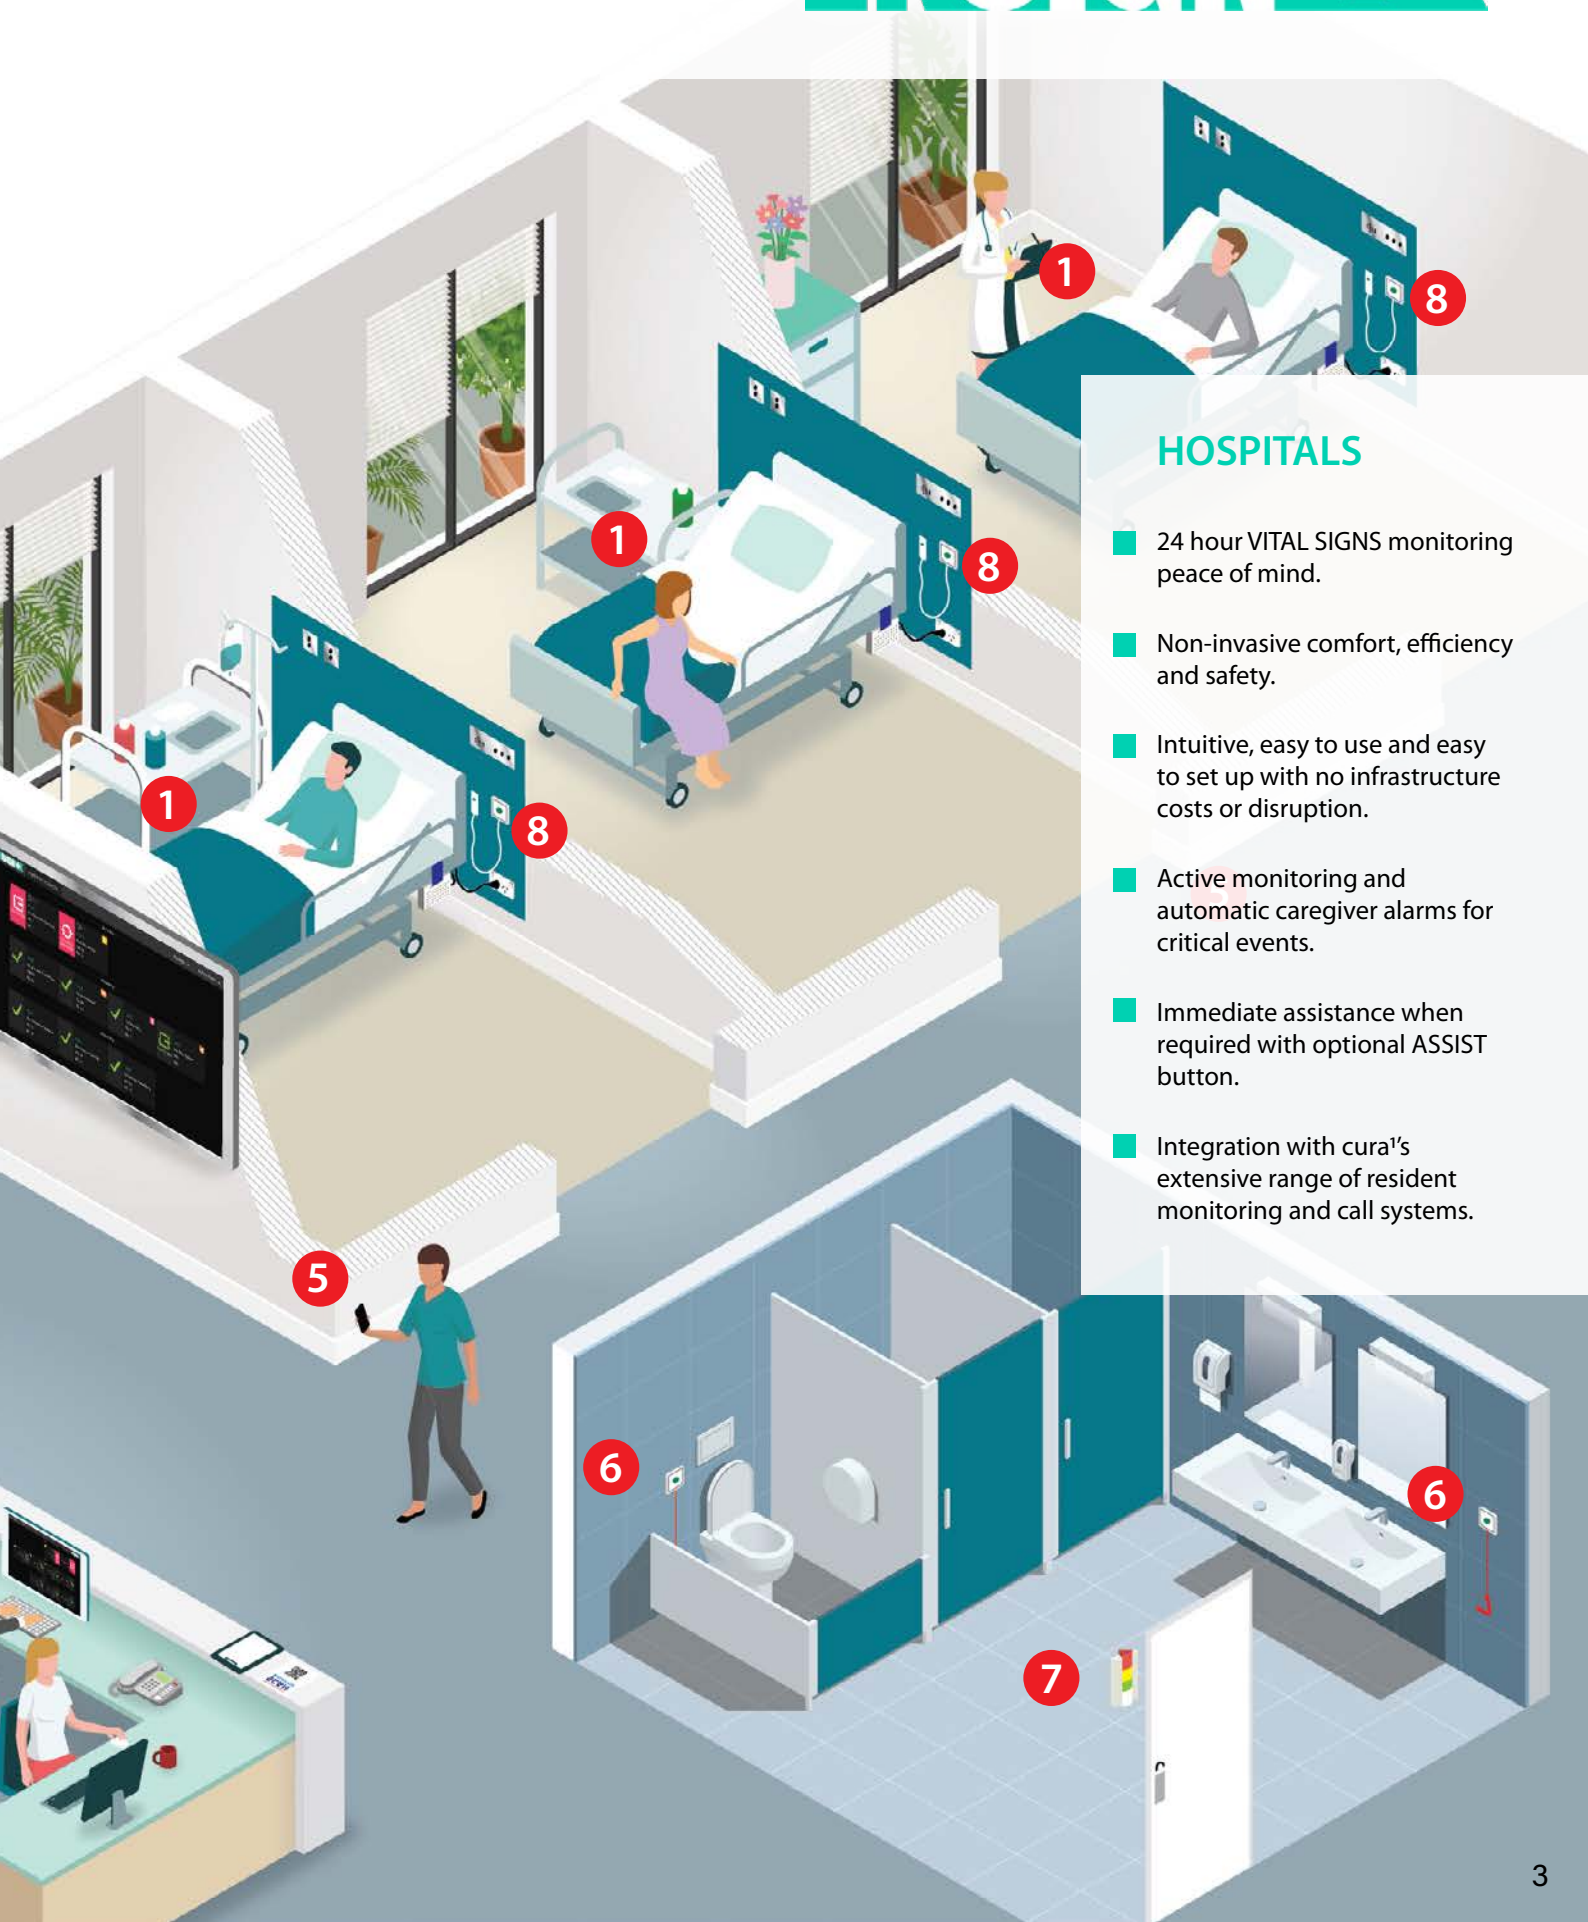 1
8
HOSPITALS
24 hour VITAL SIGNS monitoring
peace of mind.
1
8
Non-invasive comfort, efficiency
and safety.
Intuitive, easy to use and easy
to set up with no infrastructure
costs or disruption.
1
8
Active monitoring and
automatic caregiver alarms for
critical events.
Immediate assistance when
required with optional ASSIST
button.
Integration with cura¹'s
extensive range of resident
monitoring and call systems.
5
6
6
7
3